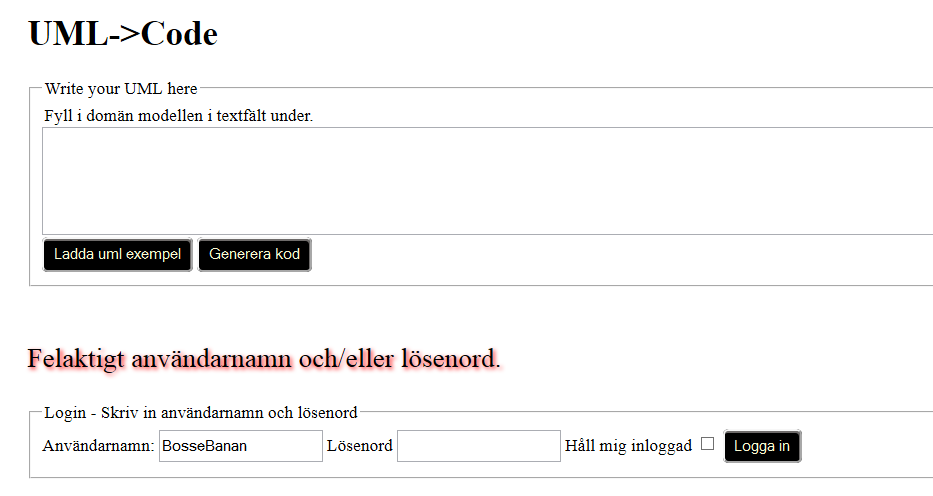 UML->Code
Write your UML here
Fyll i domän modellen i textfält under.
Ladda uml exempel Generera kod
Felaktigt användarnamn och/eller lösenord.
Login - Skriv in användarnamn och lösenord
Användarnamn: BosseBanan Lösenord Håll mig inloggad Logga in